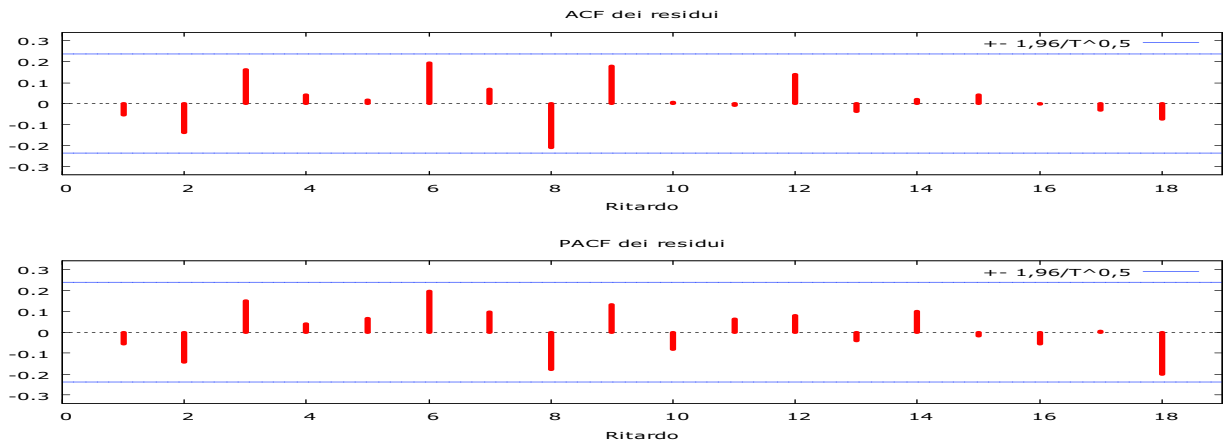 ACF dei residui
+- 1,96/T^0,5
0.3
0.2
0.1
0
-0.1
-0.2
-0.3
0 2 4 6 8 10 12 14 16 18
Ritardo
PACF dei residui
+- 1,96/T^0,5
0.3
0.2
0.1
0
-0.1
-0.2
-0.3
0 2 4 6 8 10 12 14 16 18
Ritardo